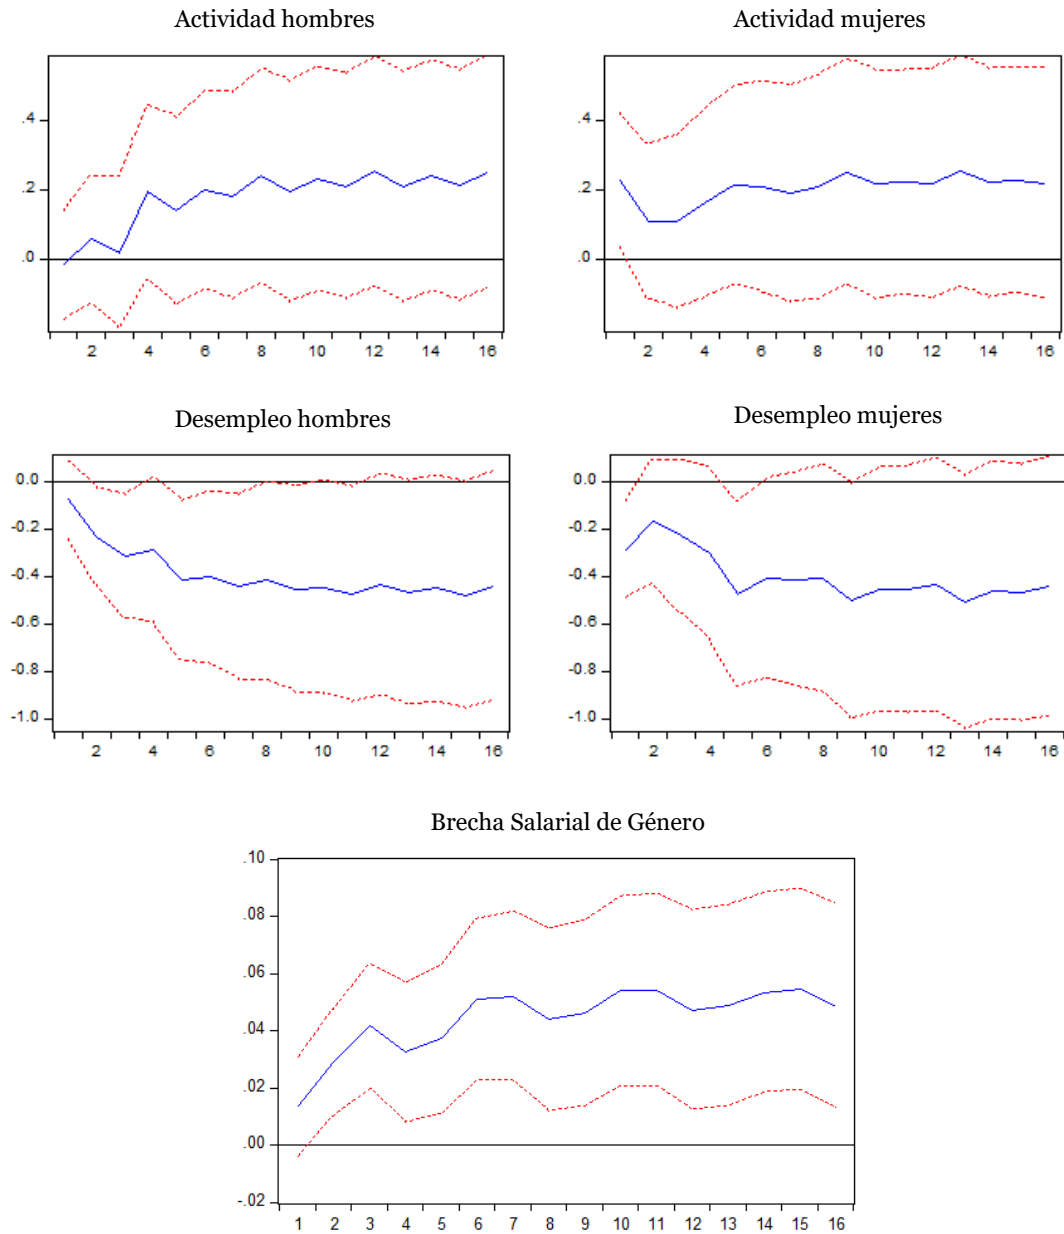 Actividad hombres
.4
.2
.0
2 4 6 8 10 12 14 16
Actividad mujeres
.4
.2
.0
2 4 6 8 10 12 14 16
Desempleo hombres
0.0
-0.2
-0.4
-0.6
-0.8
-1.0
2 4 6 8 10 12 14 16
Desempleo mujeres
0.0
-0.2
-0.4
-0.6
-0.8
-1.0
2 4 6 8 10 12 14 16
Brecha Salarial de Género
.10
.08
.06
.04
.02
.00
-.02
1 2 3 4 5 6 7 8 9 10 11 12 13 14 15 16